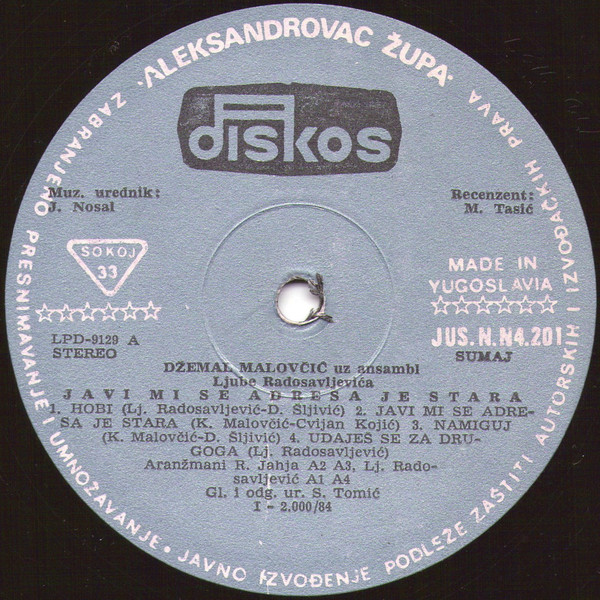 ·ALEKSANDROVAC ŽUPA·
diskos
Muz. urednik:
J. Nosal
Recenzent:
M. Tasić
SOKOJ
33
MADE IN
YUGOSLAVIA
LPD-9129 A
STEREO
JUS.N.N4.201
SUMAJ
DŽEMAL MALOVČIĆ uz ansambl
Ljube Radosavljevića
JAVI MI SE ADRESA JE STARA
1. HOBI (Lj. Radosavljević-D. Šljivić) 2. JAVI MI SE ADRE-
SA JE STARA (K. Malovčić-Cvijan Kojić) 3. NAMIGUJ
(K. Malovčić-D. Šljivić) 4. UDAJEŠ SE ZA DRU-
GOGA (Lj. Radosavljević)
Aranžmani R. Jahja A2 A3, Lj. Rado-
savljević A1 A4
Gl. i odg. ur. S. Tomić
I - 2.000/84
ZABRANJENO PRESNIMAVANJE I UMNOŽAVANJE • JAVNO IZVOĐENJE PODLEŽE ZAŠTITI AUTORSKIH I IZVOĐAČKIH PRAVA